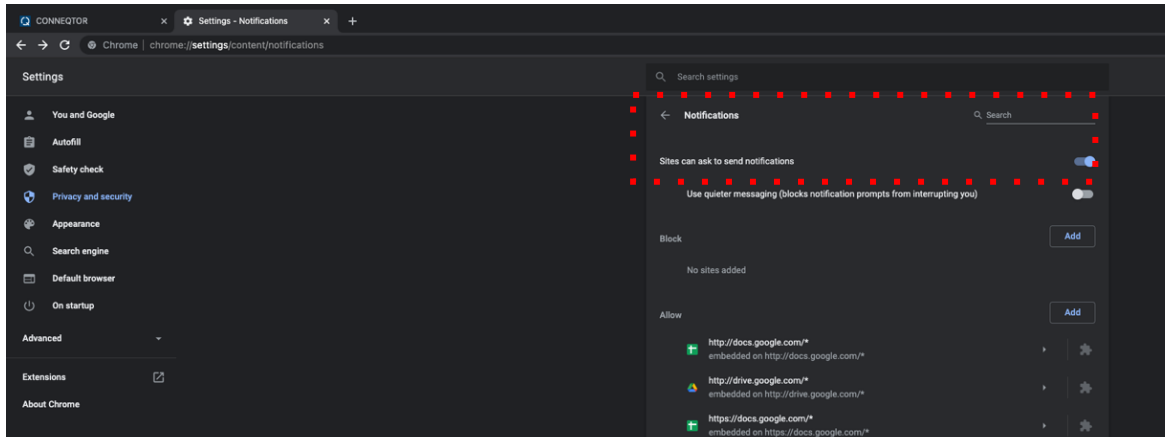 CONNEQTOR
Settings - Notifications
Chrome | chrome://settings/content/notifications
Settings
Search settings
You and Google
Autofill
Safety check
Privacy and security
Appearance
Search engine
Default browser
On startup
Advanced
Extensions
About Chrome
Notifications
Search
Sites can ask to send notifications
Use quieter messaging (blocks notification prompts from interrupting you)
Block
Add
No sites added
Allow
Add
http://docs.google.com/*
embedded on http://docs.google.com/*
http://drive.google.com/*
embedded on http://drive.google.com/*
https://docs.google.com/*
embedded on https://docs.google.com/*